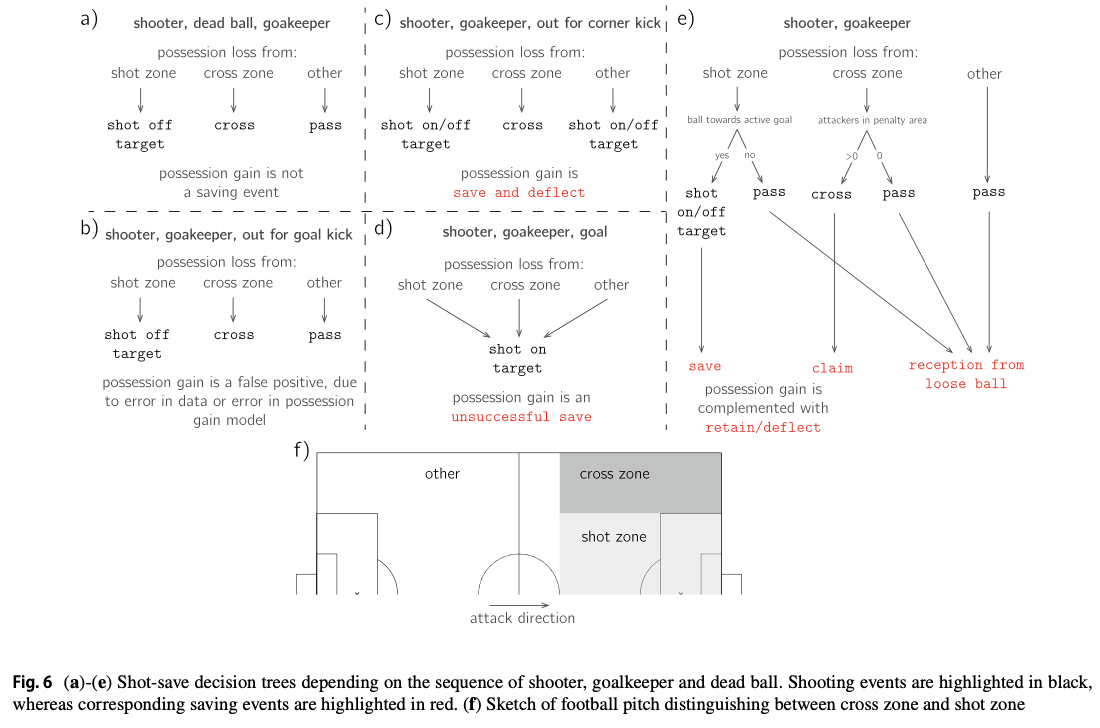 a)
shooter, dead ball, goakeeper
possession loss from:
shot zone cross zone other
shot off target
cross
pass
possession gain is not
a saving event
b)
shooter, goakeeper, out for goal kick
possession loss from:
shot zone cross zone other
shot off target
cross
pass
possession gain is a false positive, due
to error in data or error in possession
gain model
c)
shooter, goakeeper, out for corner kick
possession loss from:
shot zone cross zone other
shot on/off target
cross
shot on/off target
possession gain is
save and deflect
d)
shooter, goakeeper, goal
possession loss from:
shot zone cross zone other
shot on
target
possession gain is an
unsuccessful save
e)
shooter, goakeeper
possession loss from:
shot zone cross zone other
ball towards active goal attackers in penalty area
yes no >0 0
shot on/off target
pass
cross
pass
pass
save
claim
reception from
loose ball
possession gain is
complemented with
retain/deflect
f)
other
cross zone
shot zone
attack direction
Fig. 6 (a)-(e) Shot-save decision trees depending on the sequence of shooter, goalkeeper and dead ball. Shooting events are highlighted in black,
whereas corresponding saving events are highlighted in red. (f) Sketch of football pitch distinguishing between cross zone and shot zone